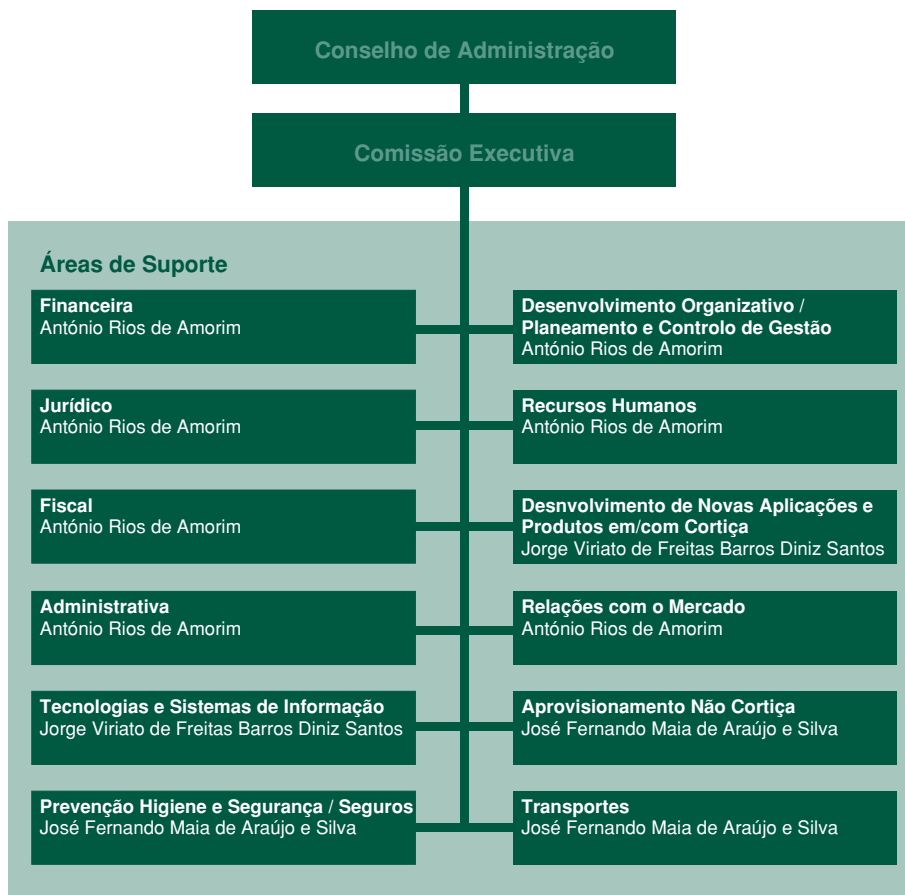 Conselho de Administração
Comissão Executiva
Áreas de Suporte
Financeira
António Rios de Amorim
Desenvolvimento Organizativo /
Planeamento e Controlo de Gestão
António Rios de Amorim
Jurídico
António Rios de Amorim
Recursos Humanos
António Rios de Amorim
Fiscal
António Rios de Amorim
Desnvolvimento de Novas Aplicações e
Produtos em/com Cortiça
Jorge Viriato de Freitas Barros Diniz Santos
Administrativa
António Rios de Amorim
Relações com o Mercado
António Rios de Amorim
Tecnologias e Sistemas de Informação
Jorge Viriato de Freitas Barros Diniz Santos
Aprovisionamento Não Cortiça
José Fernando Maia de Araújo e Silva
Prevenção Higiene e Segurança / Seguros
José Fernando Maia de Araújo e Silva
Transportes
José Fernando Maia de Araújo e Silva